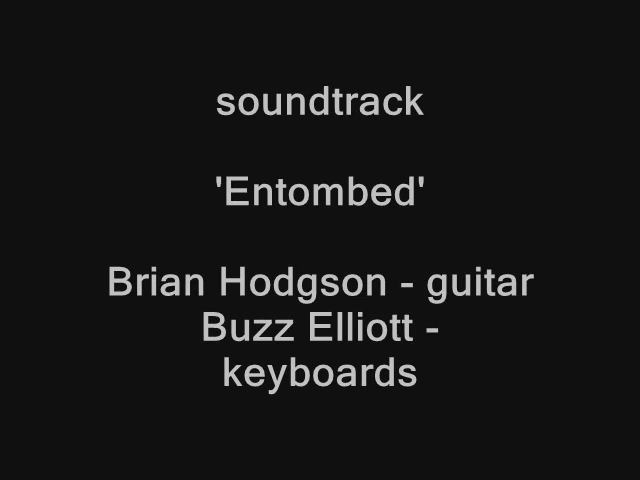 soundtrack
'Entombed'
Brian Hodgson - guitar
Buzz Elliott -
keyboards